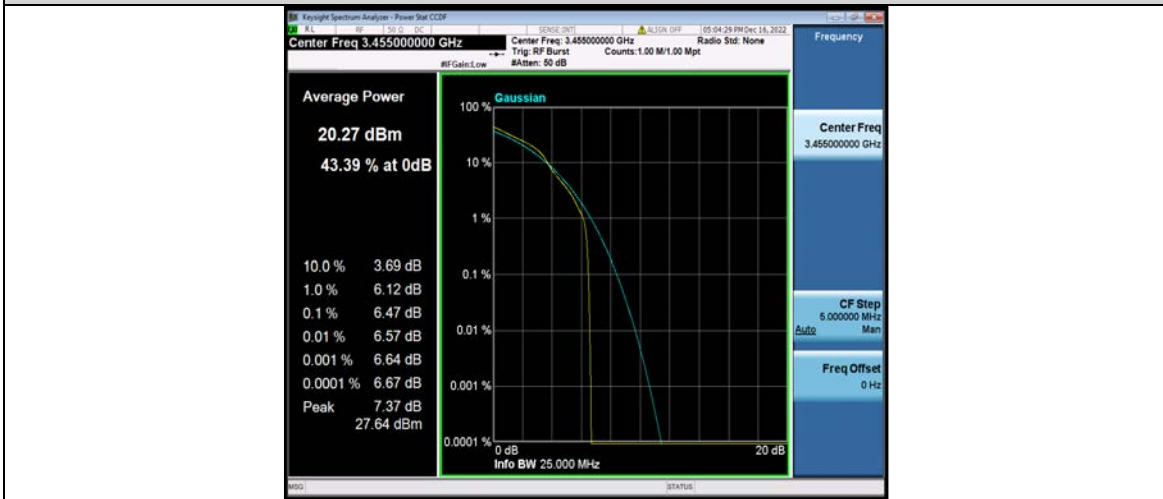 Keysight Spectrum Analyzer - Power Stat CCDF
RL RF 50 Ω DC SENSE:INT ALIGN OFF 05:04:29 PM Dec 16, 2022
Center Freq 3.455000000 GHz
Center Freq: 3.455000000 GHz Radio Std: None
Trig: RF Burst Counts:1.00 M/1.00 Mpt
#IFGain:Low #Atten: 50 dB
Frequency
Average Power
20.27 dBm
43.39 % at 0dB
10.0 % 3.69 dB
1.0 % 6.12 dB
0.1 % 6.47 dB
0.01 % 6.57 dB
0.001 % 6.64 dB
0.0001 % 6.67 dB
Peak 7.37 dB
27.64 dBm
Gaussian
100 %
10 %
1 %
0.1 %
0.01 %
0.001 %
0.0001 %
0 dB 20 dB
Info BW 25.000 MHz
Center Freq
3.455000000 GHz
CF Step
5.000000 MHz
Auto Man
Freq Offset
0 Hz
MSG STATUS